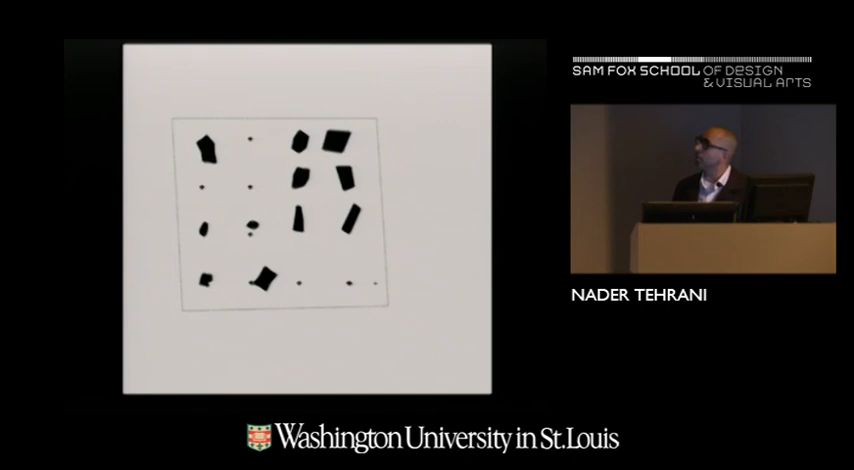 SAM FOX SCHOOL OF DESIGN
& VISUAL ARTS
NADER TEHRANI
Washington University in St. Louis